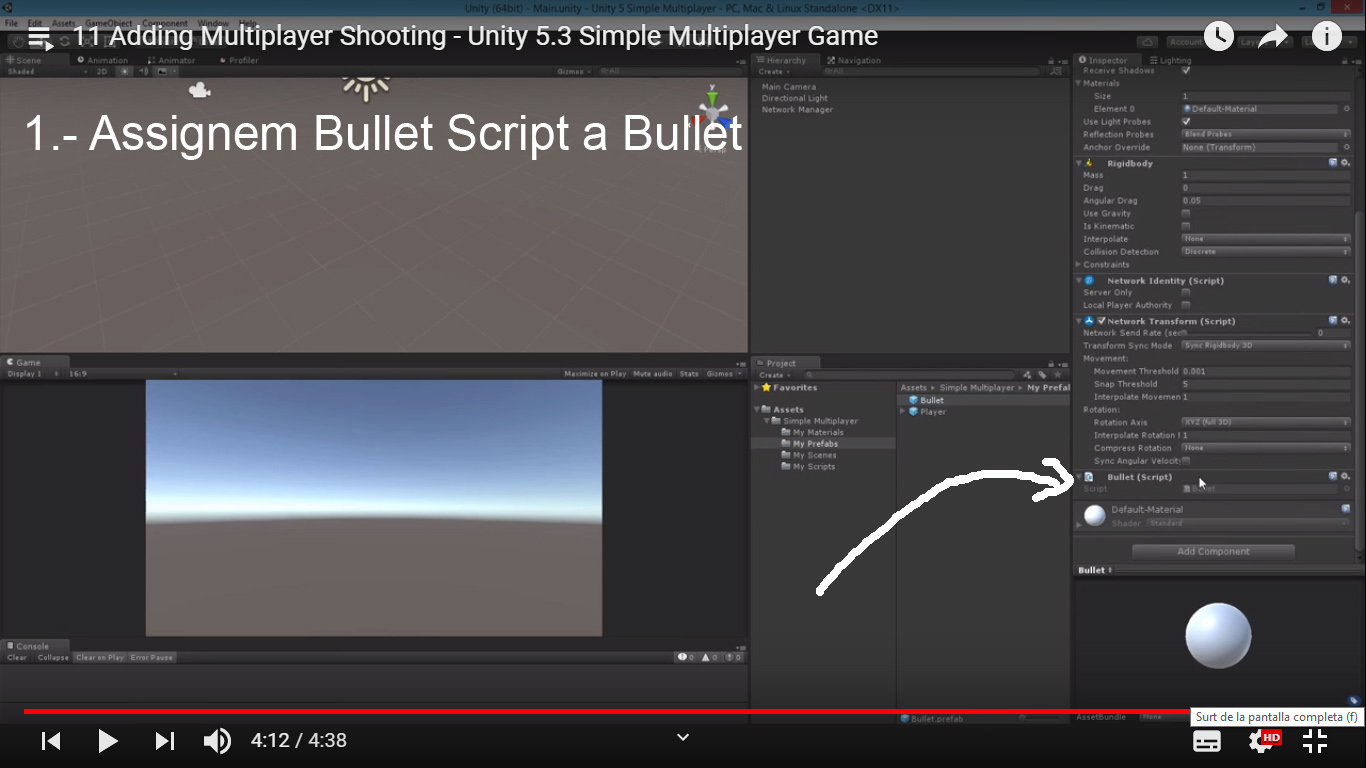 Unity (64bit) - Main.unity - Unity 5 Simple Multiplayer - PC, Mac & Linux Standalone <DX11>
File Edit Assets GameObject Component Window Help
11 Adding Multiplayer Shooting - Unity 5.3 Simple Multiplayer Game
Account
Scene Animation Animator Profiler
Shaded 2D Gizmos All
1.- Assignem Bullet Script a Bullet
y
Hierarchy Navigation
Create All
Main Camera
Directional Light
Network Manager
Game
Display 1 16:9 Maximize on Play Mute audio Stats Gizmos
Console
Clear Collapse Clear on Play Error Pause 0 0 0
Project
Create
Favorites
Assets
Simple Multiplayer
My Materials
My Prefabs
My Scenes
My Scripts
Assets Simple Multiplayer My Prefal
Bullet
Player
Bullet.prefab
Inspector Lighting
Receive Shadows
Materials
Size 1
Element 0 Default-Material
Use Light Probes
Reflection Probes Blend Probes
Anchor Override None (Transform)
Rigidbody
Mass 1
Drag 0
Angular Drag 0.05
Use Gravity
Is Kinematic
Interpolate None
Collision Detection Discrete
Constraints
Network Identity (Script)
Server Only
Local Player Authority
Network Transform (Script)
Network Send Rate (se 0
Transform Sync Mode Sync Rigidbody 3D
Movement:
Movement Threshold 0.001
Snap Threshold 5
Interpolate Movemen 1
Rotation:
Rotation Axis XYZ (full 3D)
Interpolate Rotation 1
Compress Rotation None
Sync Angular Velocit
Bullet (Script)
Script Bullet
Default-Material
Shader Standard
Add Component
Bullet
AssetBundle None
Surt de la pantalla completa (f)
4:12 / 4:38
HD